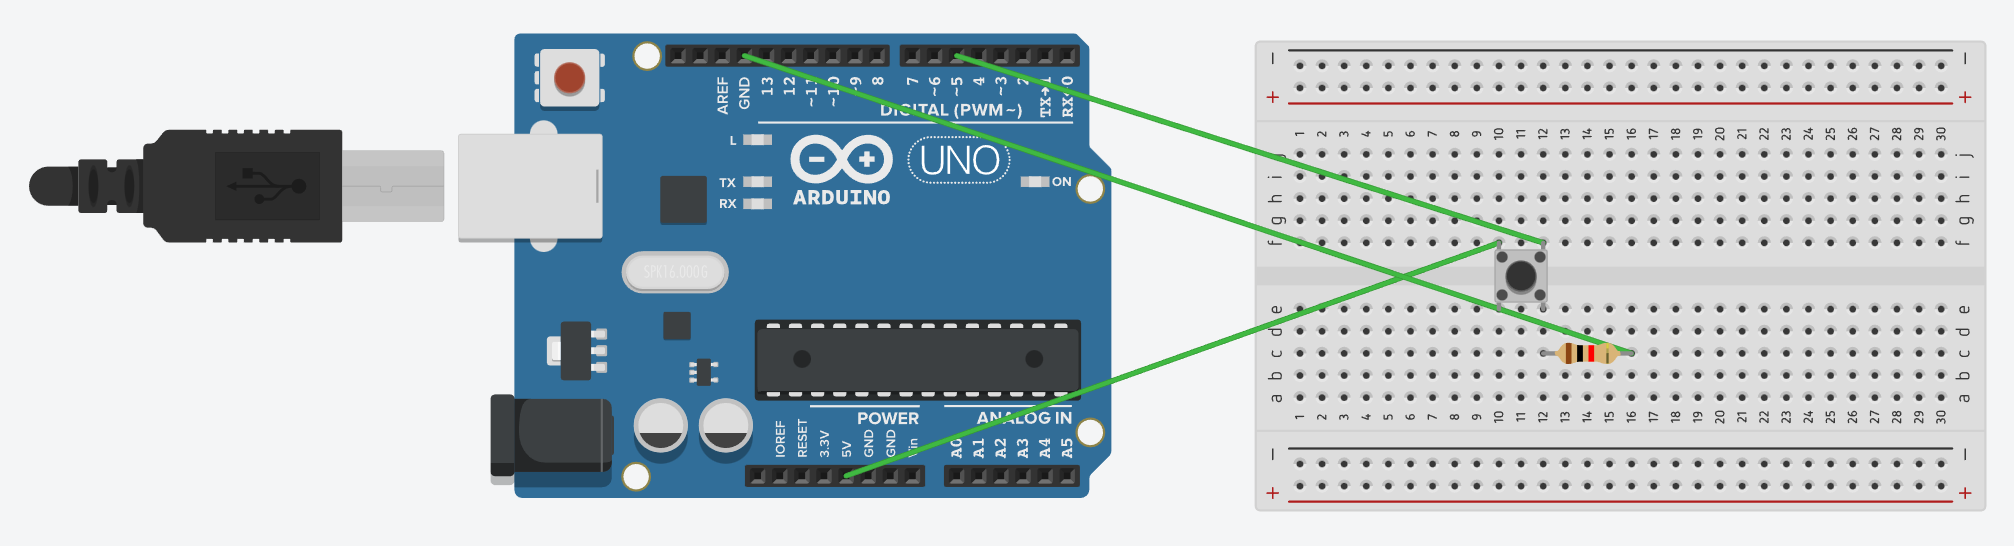 AREF
GND
13
12
~11
~10
~9
8
7
~6
~5
4
~3
2
TX→1
RX←0
DIGITAL (PWM~)
L
TX
RX
ARDUINO
UNO
ON
SPK16.000G
POWER
ANALOG IN
IOREF
RESET
3.3V
5V
GND
GND
Vin
A0
A1
A2
A3
A4
A5
− −
+ +
1 2 3 4 5 6 7 8 9 10 11 12 13 14 15 16 17 18 19 20 21 22 23 24 25 26 27 28 29 30
j j
i i
h h
g g
f f
e e
d d
c c
b b
a a
1 2 3 4 5 6 7 8 9 10 11 12 13 14 15 16 17 18 19 20 21 22 23 24 25 26 27 28 29 30
− −
+ +